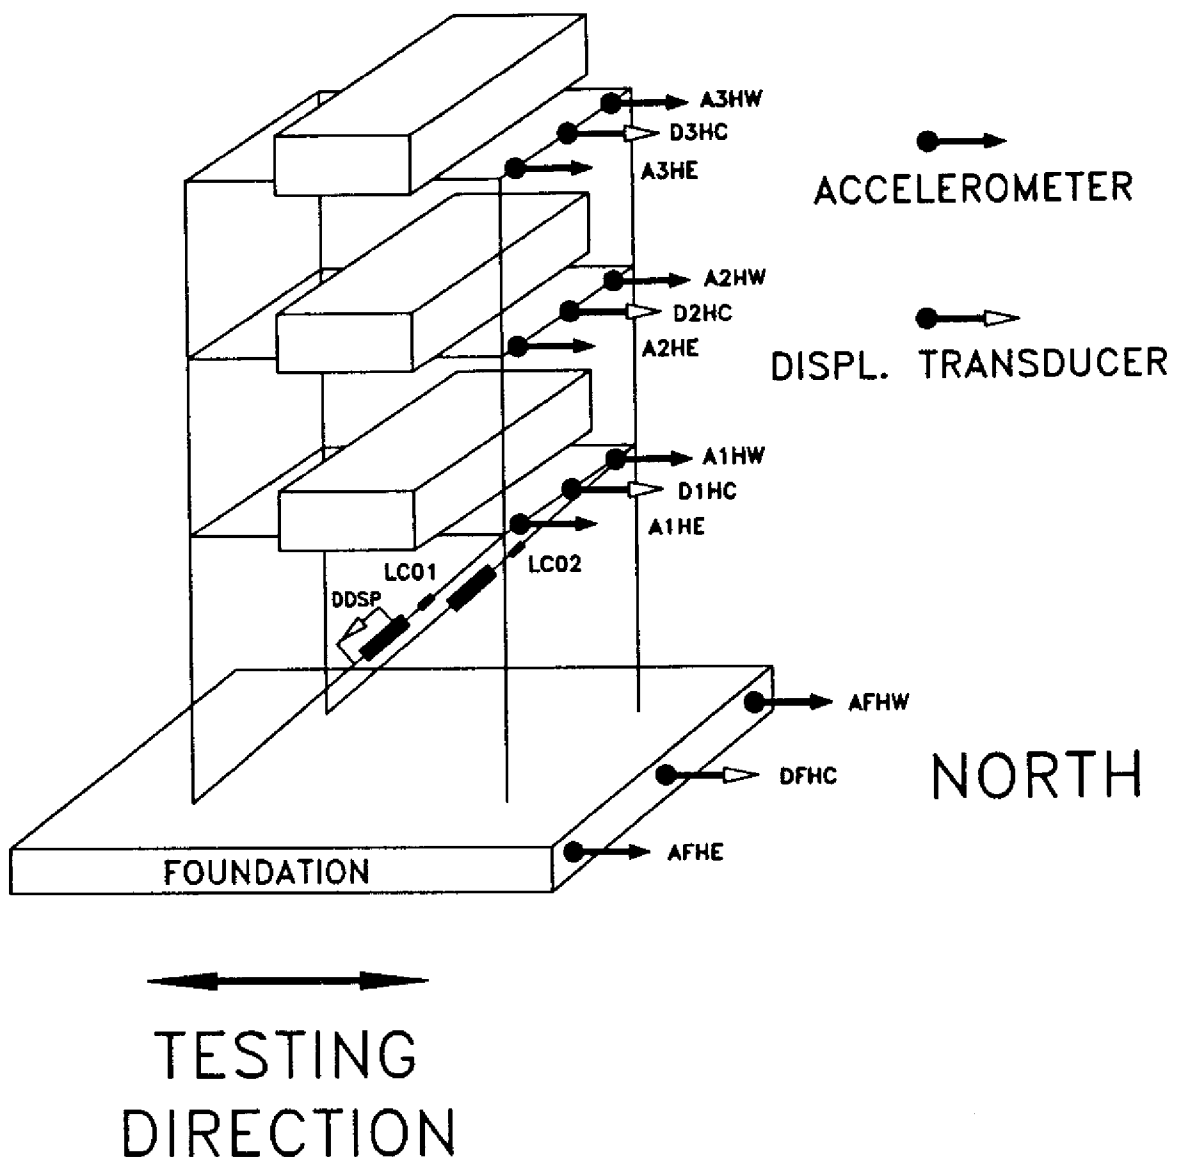 A3HW
D3HC
A3HE
ACCELEROMETER
A2HW
D2HC
A2HE
DISPL. TRANSDUCER
A1HW
D1HC
A1HE
LC01
LC02
DDSP
AFHW
DFHC
NORTH
AFHE
FOUNDATION
TESTING
DIRECTION